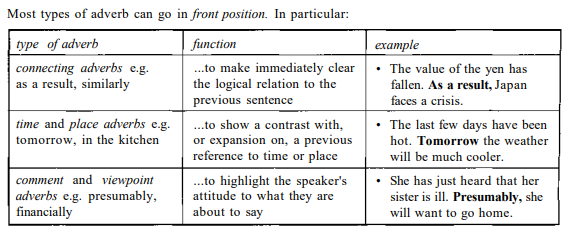 Most types of adverb can go in front position. In particular:
type of adverb
function
example
connecting adverbs e.g.
as a result, similarly
...to make immediately clear
the logical relation to the
previous sentence
• The value of the yen has
fallen. As a result, Japan
faces a crisis.
time and place adverbs e.g.
tomorrow, in the kitchen
...to show a contrast with,
or expansion on, a previous
reference to time or place
• The last few days have been
hot. Tomorrow the weather
will be much cooler.
comment and viewpoint
adverbs e.g. presumably,
financially
...to highlight the speaker's
attitude to what they are
about to say
• She has just heard that her
sister is ill. Presumably, she
will want to go home.